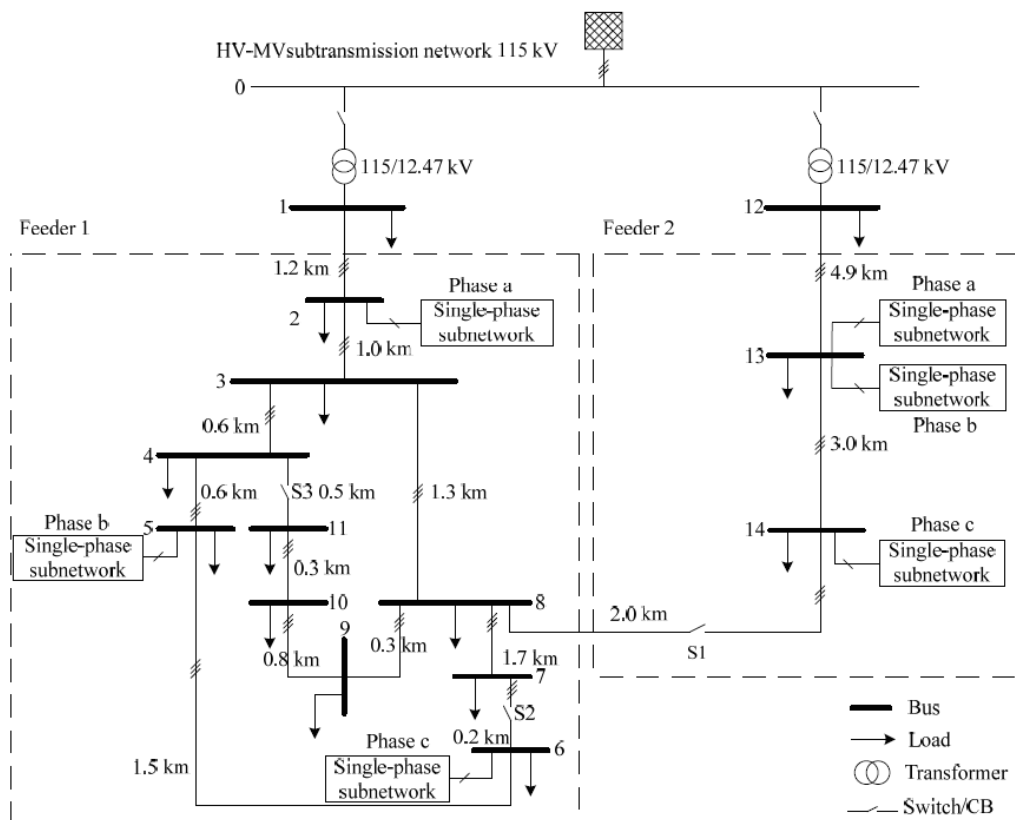 HV-MVsubtransmission network 115 kV
0
115/12.47 kV
115/12.47 kV
1
12
Feeder 1
Feeder 2
1.2 km
4.9 km
Phase a
Single-phase
subnetwork
2
1.0 km
Phase a
Single-phase
subnetwork
13
Single-phase
subnetwork
Phase b
3
0.6 km
3.0 km
4
0.6 km
S3 0.5 km
1.3 km
Phase b
Single-phase
subnetwork
5
11
14
Phase c
Single-phase
subnetwork
0.3 km
10
8
9
2.0 km
S1
0.8 km
0.3 km
1.7 km
7
S2
0.2 km
Phase c
Single-phase
subnetwork
6
1.5 km
Bus
Load
Transformer
Switch/CB